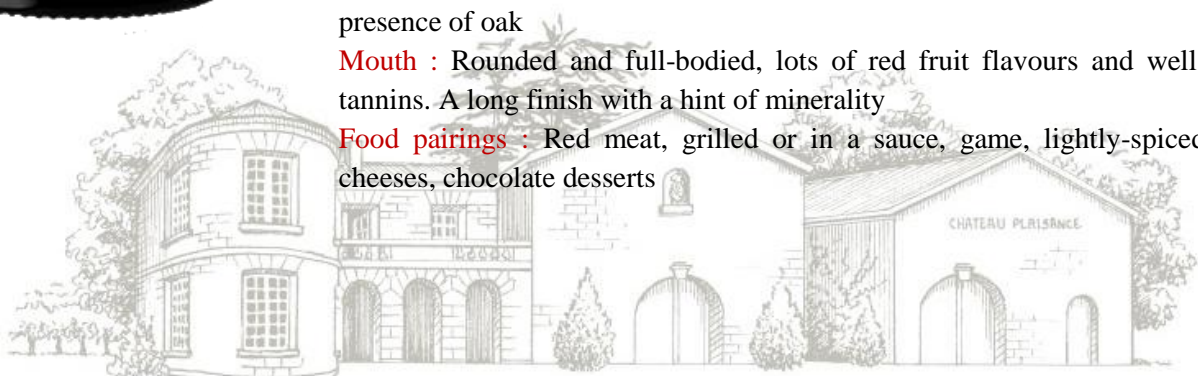 presence of oak
Mouth : Rounded and full-bodied, lots of red fruit flavours and well
tannins. A long finish with a hint of minerality
Food pairings : Red meat, grilled or in a sauce, game, lightly-spiced
cheeses, chocolate desserts
CHATEAU PLAISANCE